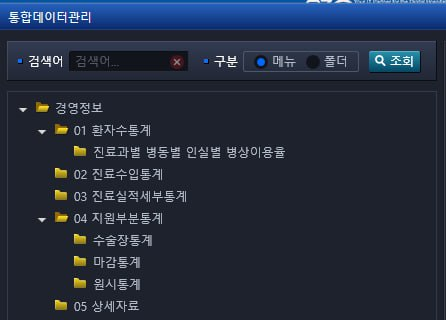 통합데이터관리
검색어 검색어... 구분 메뉴 폴더 조회
경영정보
01 환자수통계
진료과별 병동별 인실별 병상이용율
02 진료수입통계
03 진료실적세부통계
04 지원부분통계
수술장통계
마감통계
원시통계
05 상세자료